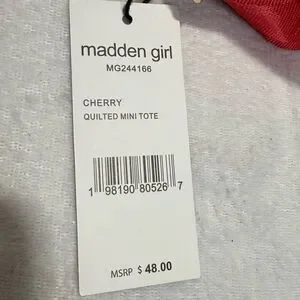 madden girl
MG244166
CHERRY
QUILTED MINI TOTE
1 98190 80526 7
MSRP $ 48.00